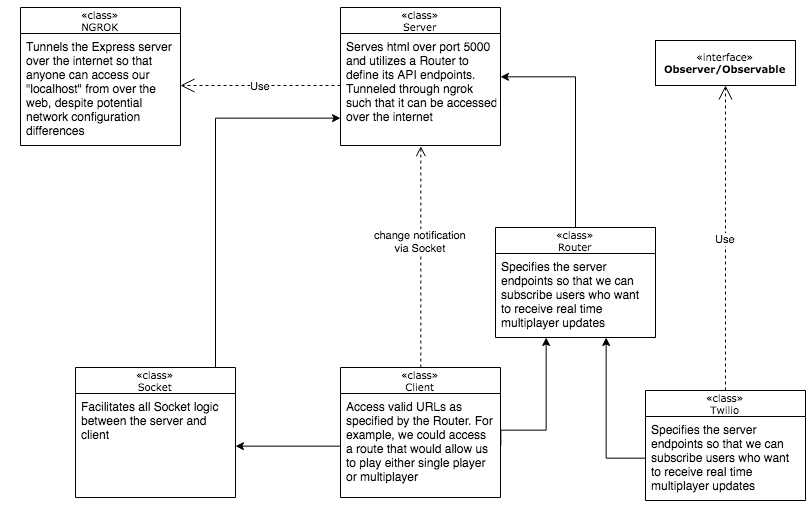 «class»
NGROK
Tunnels the Express server
over the internet so that
anyone can access our
"localhost" from over the
web, despite potential
network configuration
differences
«class»
Server
Serves html over port 5000
and utilizes a Router to
define its API endpoints.
Tunneled through ngrok
such that it can be accessed
over the internet
«interface»
Observer/Observable
Use
change notification
via Socket
Use
«class»
Router
Specifies the server
endpoints so that we can
subscribe users who want
to receive real time
multiplayer updates
«class»
Socket
Facilitates all Socket logic
between the server and
client
«class»
Client
Access valid URLs as
specified by the Router. For
example, we could access
a route that would allow us
to play either single player
or multiplayer
«class»
Twilio
Specifies the server
endpoints so that we can
subscribe users who want
to receive real time
multiplayer updates